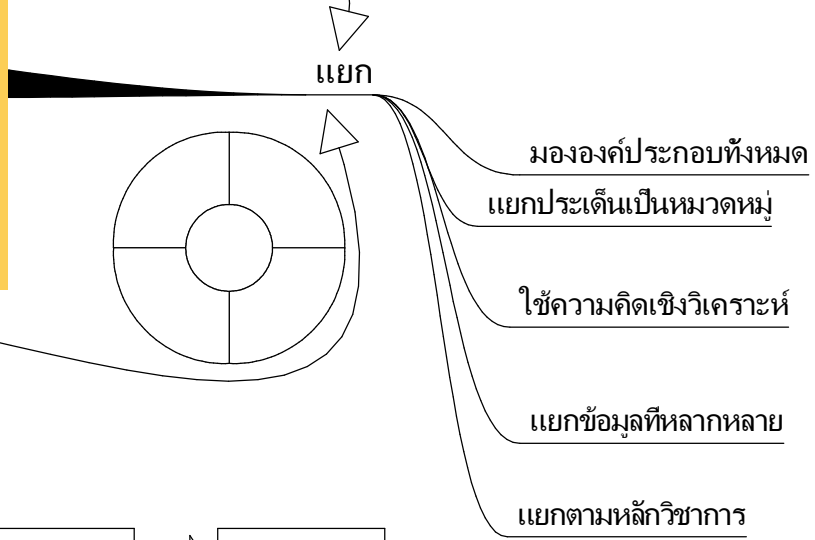 แยก
มององค์ประกอบทั้งหมด
แยกประเด็นเป็นหมวดหมู่
ใช้ความคิดเชิงวิเคราะห์
แยกข้อมูลที่หลากหลาย
แยกตามหลักวิชาการ